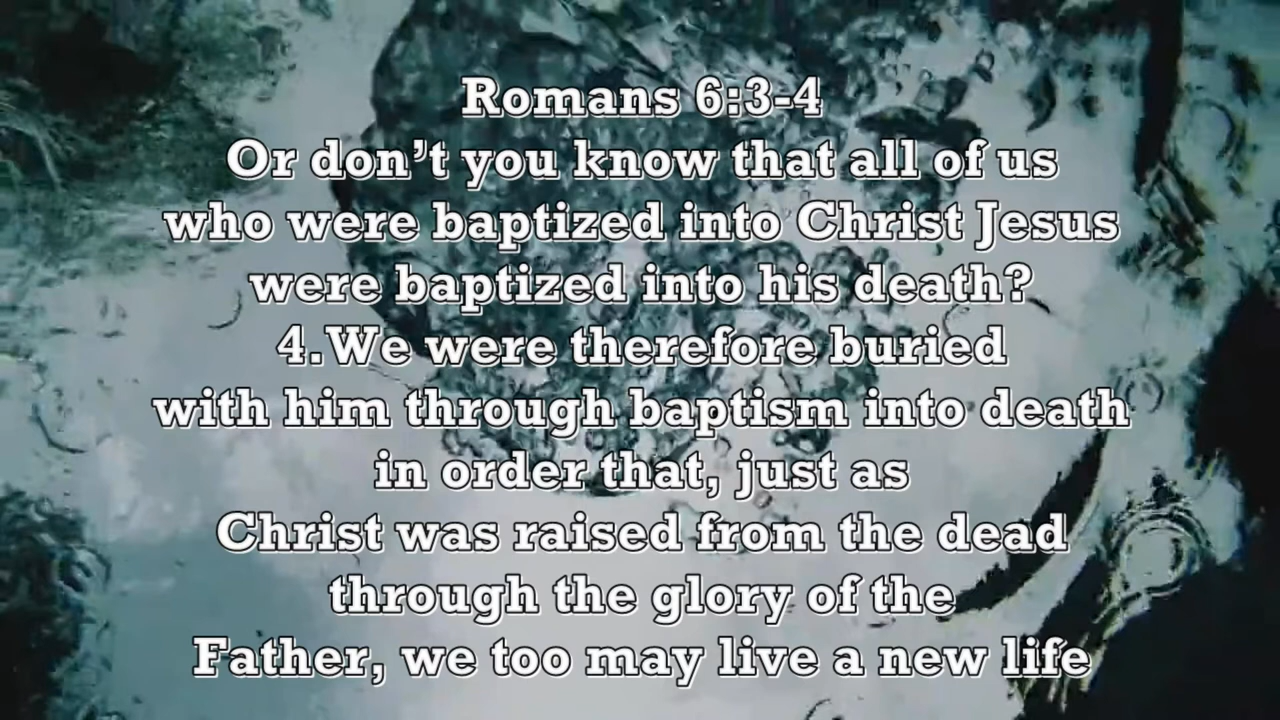 Romans 6:3-4
Or don’t you know that all of us
who were baptized into Christ Jesus
were baptized into his death?
4.We were therefore buried
with him through baptism into death
in order that, just as
Christ was raised from the dead
through the glory of the
Father, we too may live a new life